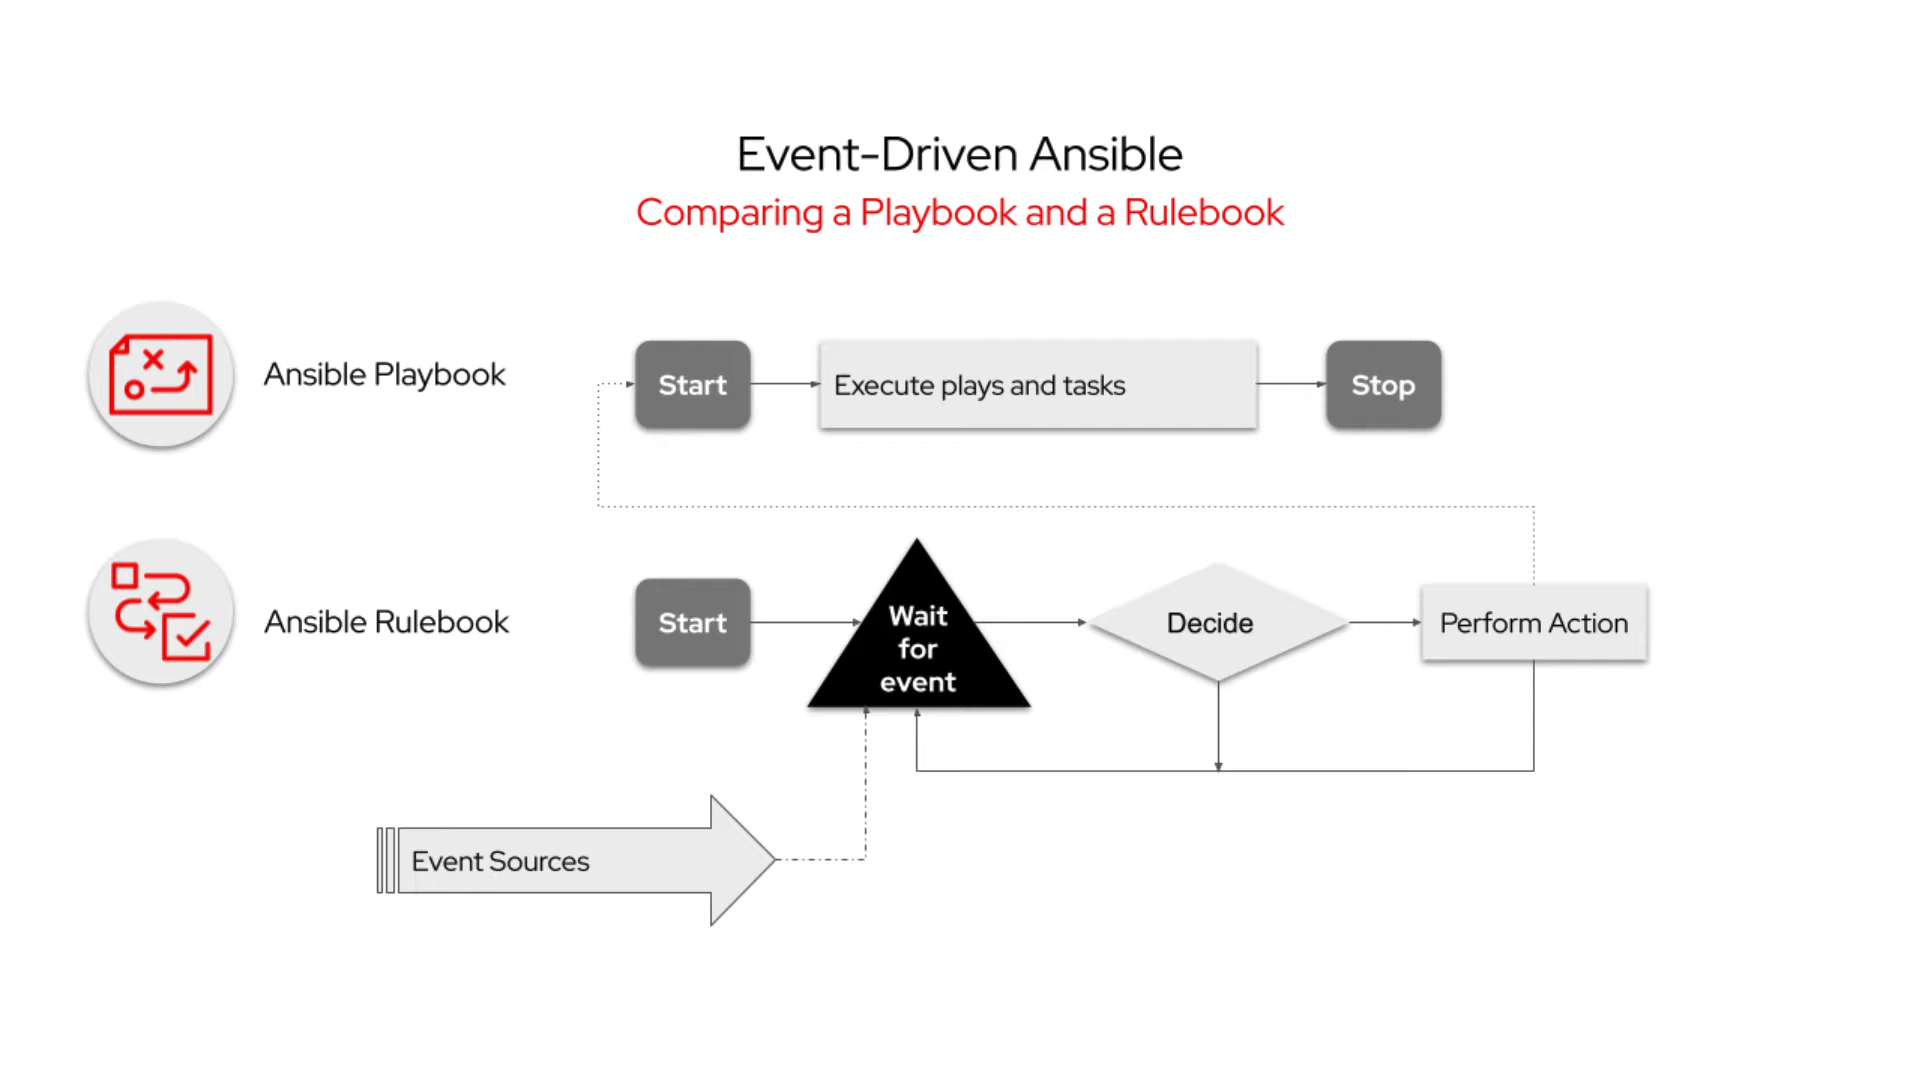 Event-Driven Ansible
Comparing a Playbook and a Rulebook
Ansible Playbook
Start
Execute plays and tasks
Stop
Ansible Rulebook
Start
Wait
for
event
Decide
Perform Action
Event Sources